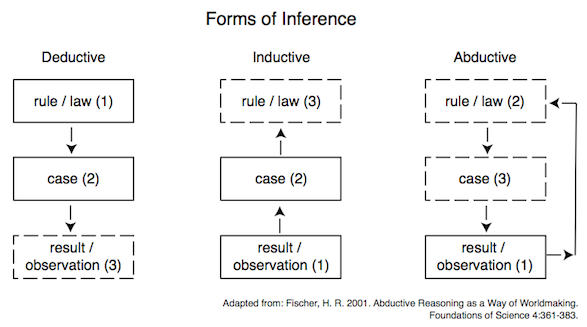 Forms of Inference
Deductive
Inductive
Abductive
rule / law (1)
rule / law (3)
rule / law (2)
case (2)
case (2)
case (3)
result /
observation (3)
result /
observation (1)
result /
observation (1)
Adapted from: Fischer, H. R. 2001. Abductive Reasoning as a Way of Worldmaking.
Foundations of Science 4:361-383.